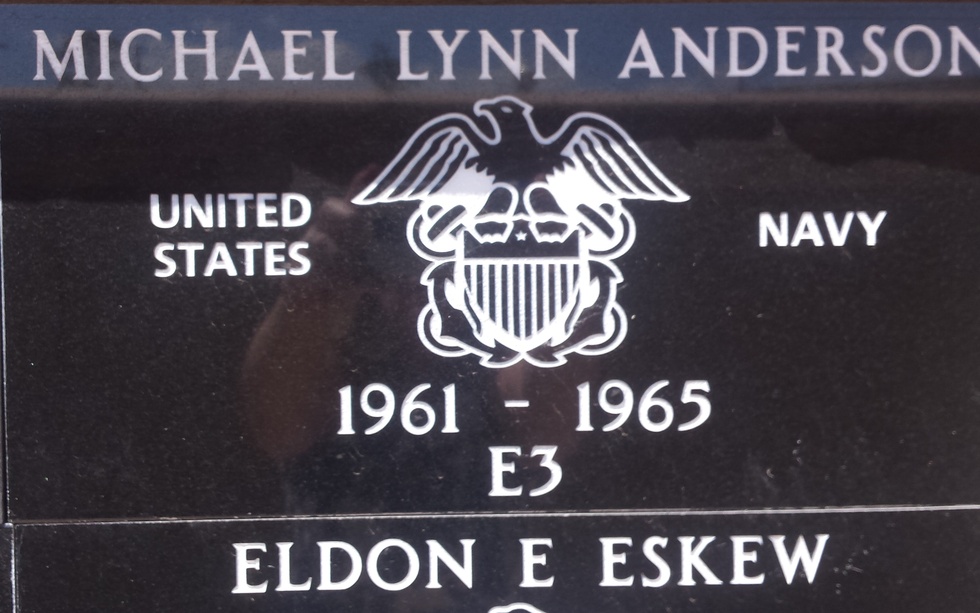 MICHAEL LYNN ANDERSON
UNITED
STATES
NAVY
1961 - 1965
E3
ELDON E ESKEW